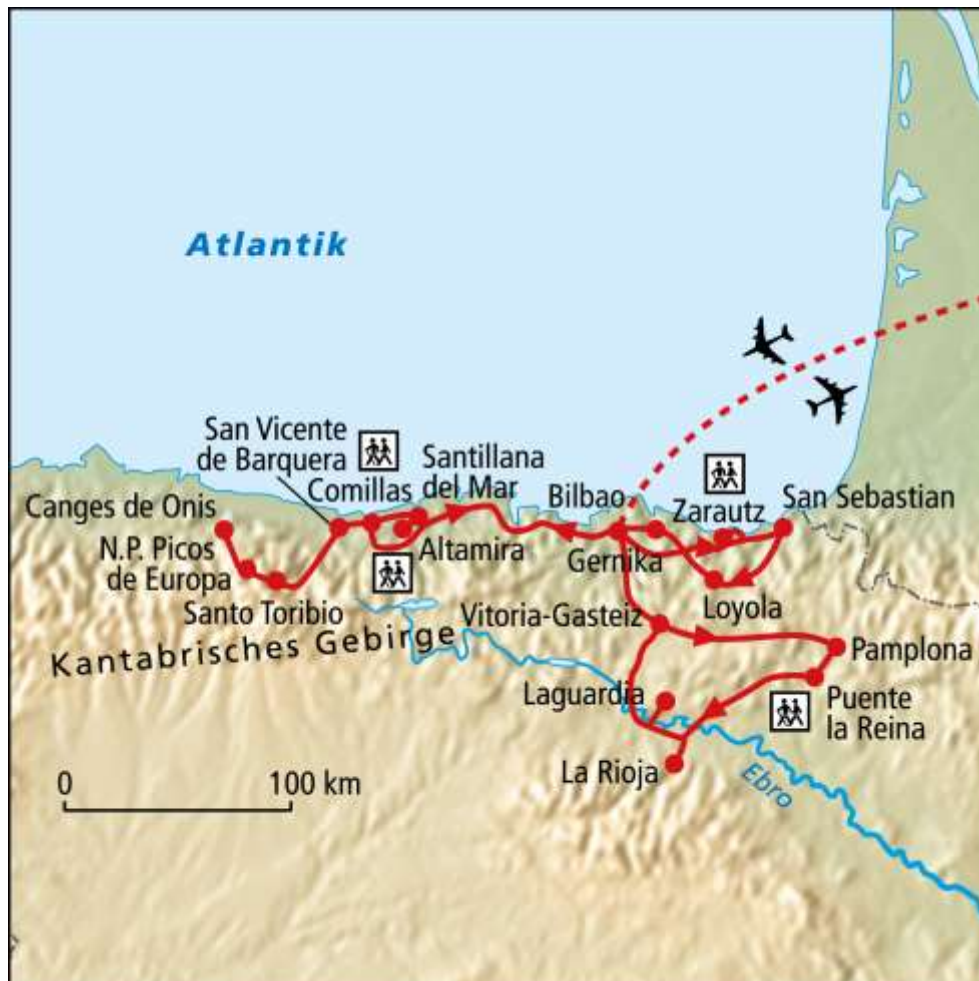 Atlantik
San Vicente
de Barquera
Comillas
Santillana
del Mar
Bilbao
Zarautz
San Sebastian
Canges de Onis
N.P. Picos
de Europa
Altamira
Gernika
Santo Toribio
Loyola
Vitoria-Gasteiz
Kantabrisches Gebirge
Pamplona
Laguardia
Puente
la Reina
La Rioja
Ebro
0 100 km